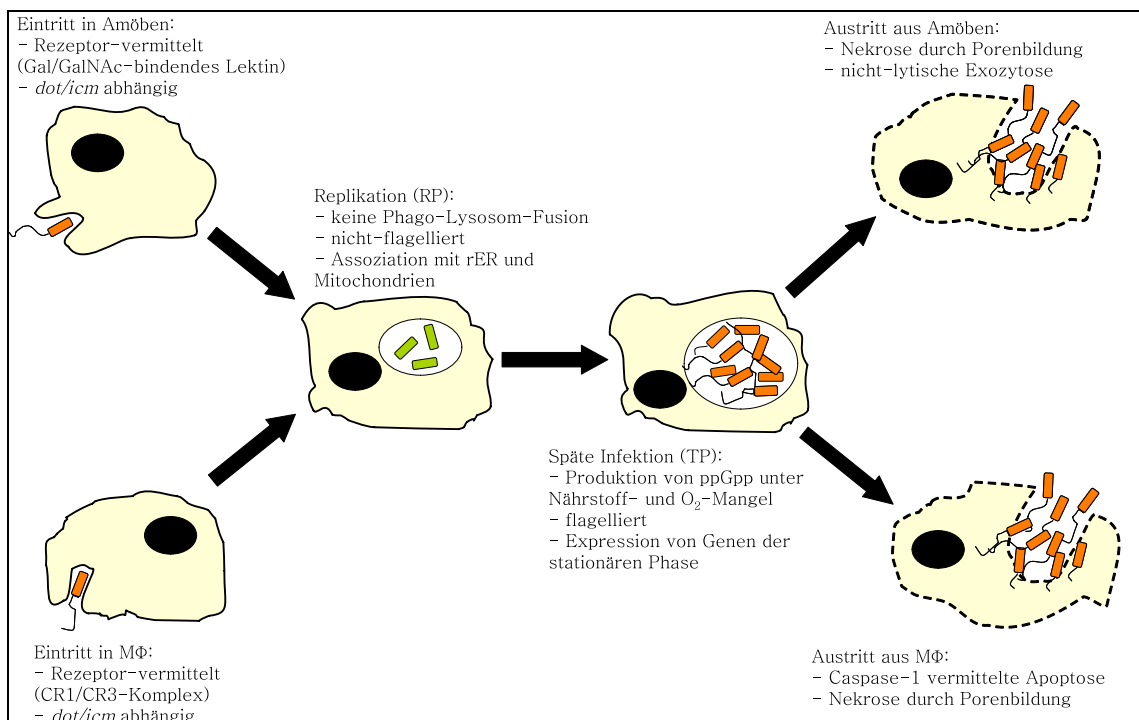 Eintritt in Amöben:
- Rezeptor-vermittelt
(Gal/GalNAc-bindendes Lektin)
- dot/icm abhängig
Austritt aus Amöben:
- Nekrose durch Porenbildung
- nicht-lytische Exozytose
Replikation (RP):
- keine Phago-Lysosom-Fusion
- nicht-flagelliert
- Assoziation mit rER und
Mitochondrien
Späte Infektion (TP):
- Produktion von ppGpp unter
Nährstoff- und O₂-Mangel
- flagelliert
- Expression von Genen der
stationären Phase
Eintritt in MΦ:
- Rezeptor-vermittelt
(CR1/CR3-Komplex)
- dot/icm abhängig
Austritt aus MΦ:
- Caspase-1 vermittelte Apoptose
- Nekrose durch Porenbildung